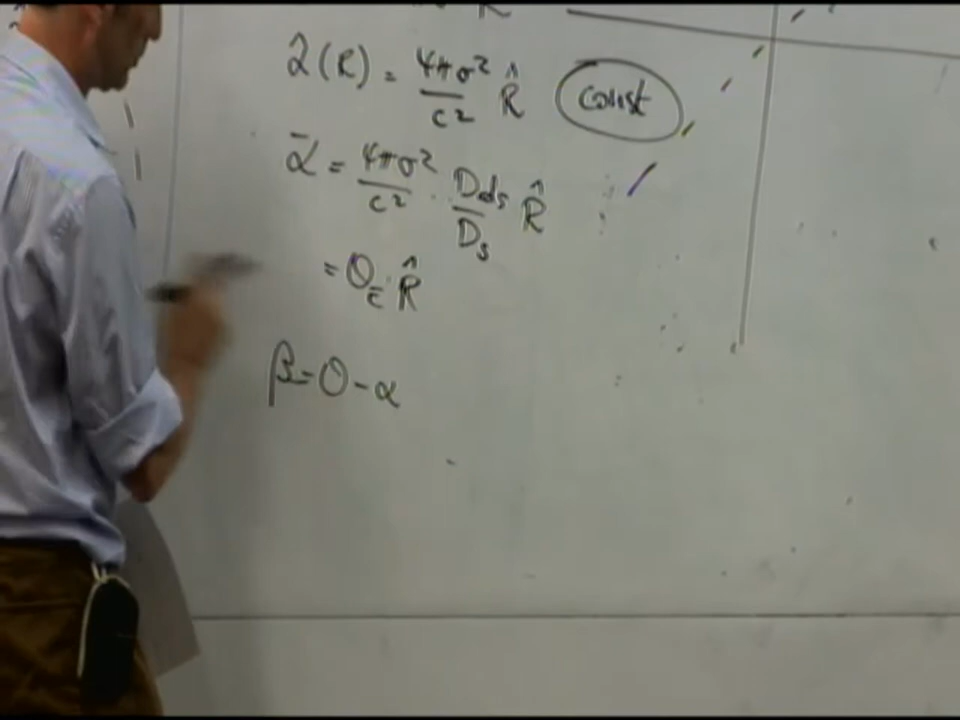 α̂(R) = 4πσ²/c² R̂ (const)
ᾱ = 4πσ²/c² · Dds/Ds R̂
= θE R̂
β = θ - α